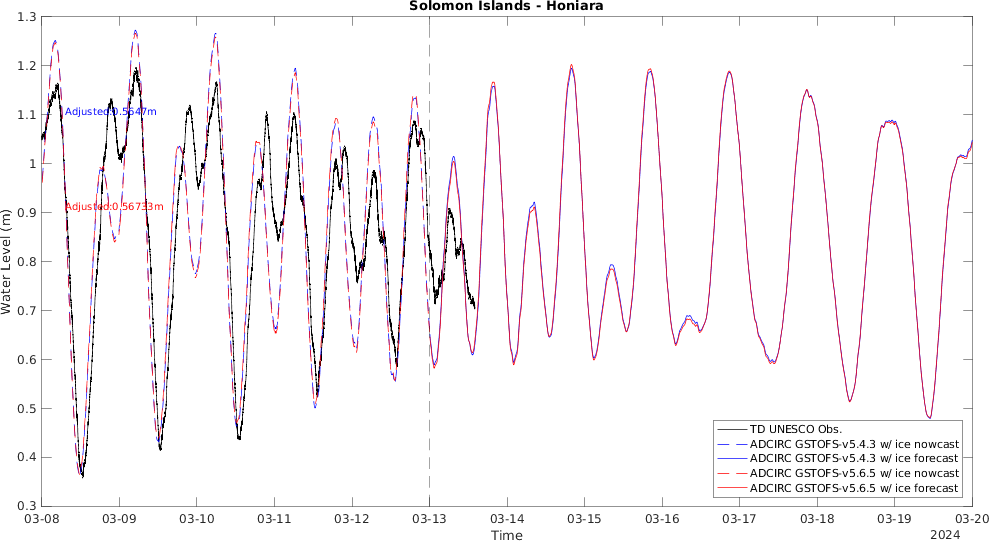 Solomon Islands - Honiara
1.3
1.2
1.1
1
0.9
0.8
0.7
0.6
0.5
0.4
0.3
Water Level (m)
Adjusted:0.5647m
Adjusted:0.56733m
TD UNESCO Obs.
ADCIRC GSTOFS-v5.4.3 w/ ice nowcast
ADCIRC GSTOFS-v5.4.3 w/ ice forecast
ADCIRC GSTOFS-v5.6.5 w/ ice nowcast
ADCIRC GSTOFS-v5.6.5 w/ ice forecast
03-08 03-09 03-10 03-11 03-12 03-13 03-14 03-15 03-16 03-17 03-18 03-19 03-20
Time
2024